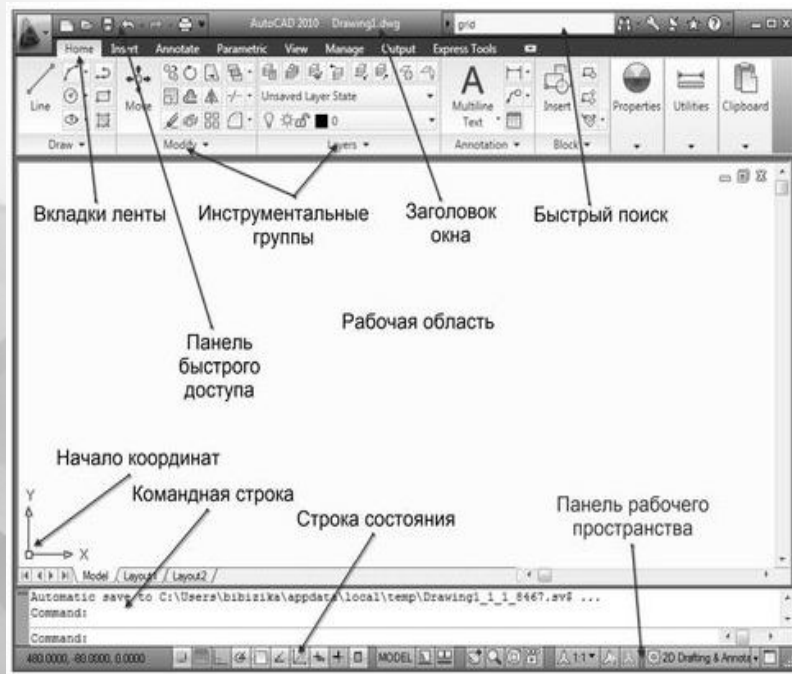 AutoCAD 2010 Drawing1.dwg grid
Home Insert Annotate Parametric View Manage Output Express Tools
Line Move Unsaved Layer State Multiline Text Insert Properties Utilities Clipboard
0
Draw Modify Layers Annotation Block
Вкладки ленты
Инструментальные
группы
Заголовок
окна
Быстрый поиск
Рабочая область
Панель
быстрого
доступа
Начало координат
Командная строка
Строка состояния
Панель рабочего
пространства
Y
X
Model Layout1 Layout2
Automatic save to C:\Users\bibizika\appdata\local\temp\Drawing1_1_1_8467.sv$ ...
Command:
Command:
480.0000, -80.0000, 0.0000 MODEL 1:1 2D Drafting & Annota